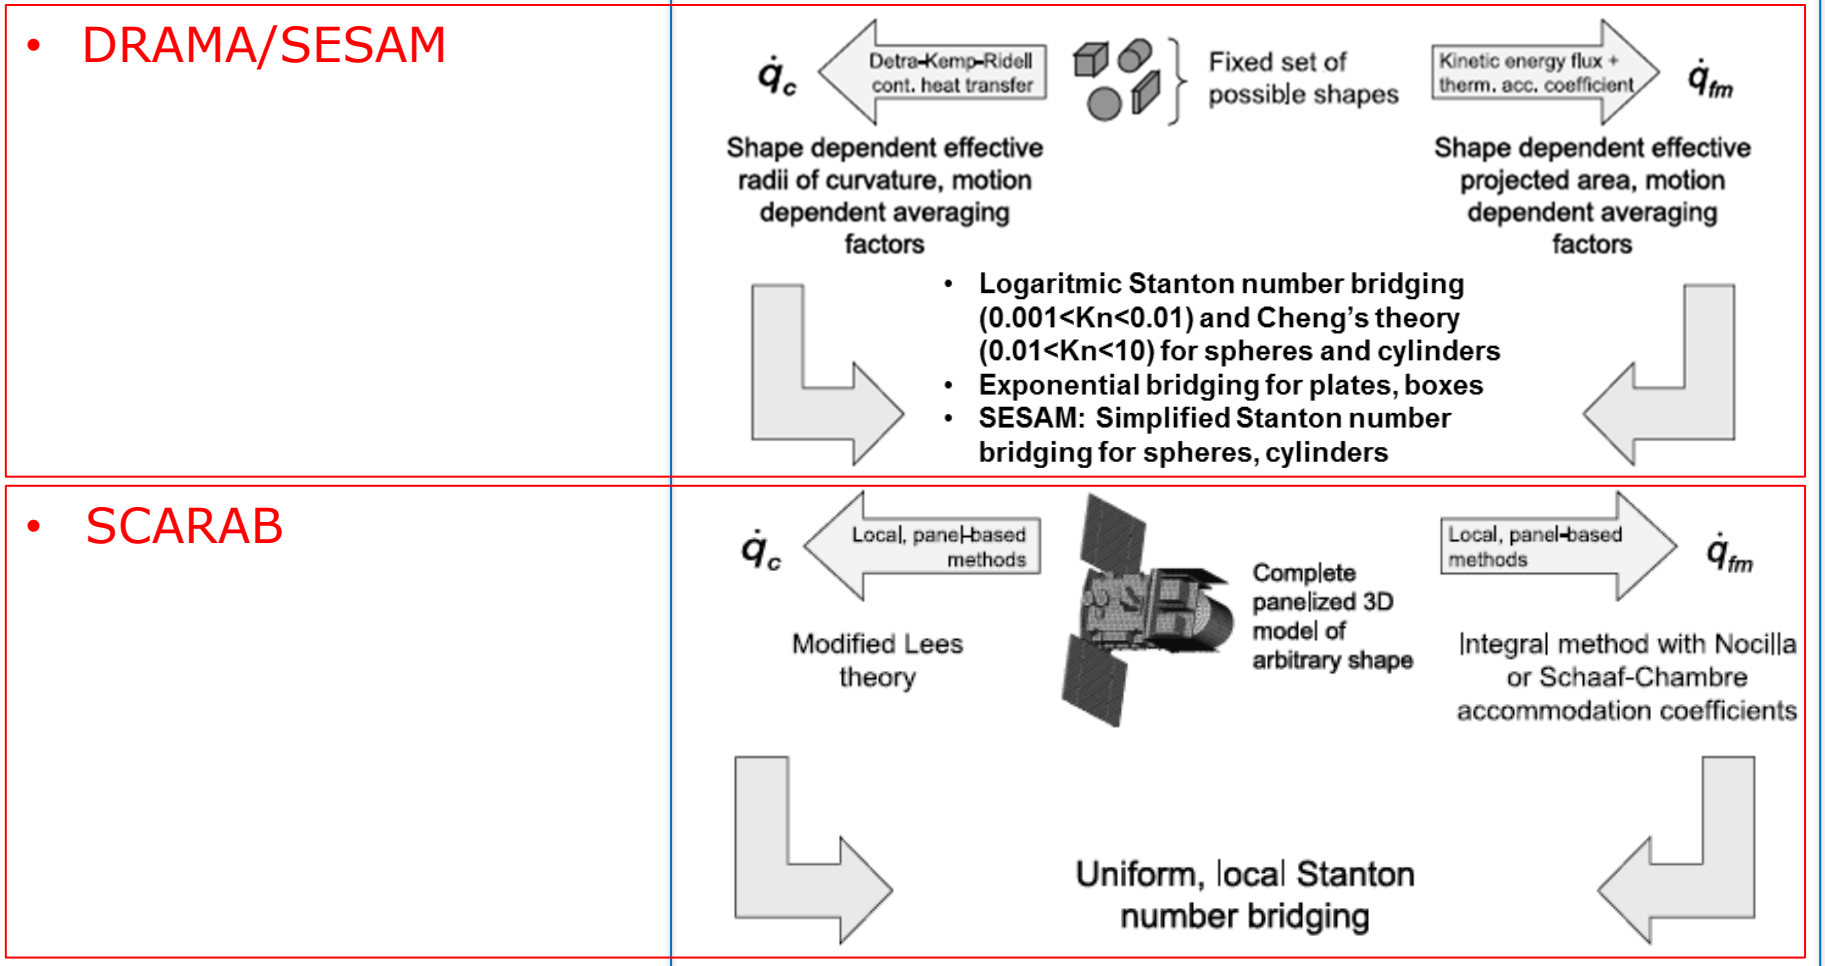 • DRAMA/SESAM
q̇c
Detra-Kemp-Ridell
cont. heat transfer
Fixed set of
possible shapes
Kinetic energy flux +
therm. acc. coefficient
q̇fm
Shape dependent effective
radii of curvature, motion
dependent averaging
factors
Shape dependent effective
projected area, motion
dependent averaging
factors
• Logaritmic Stanton number bridging
(0.001<Kn<0.01) and Cheng's theory
(0.01<Kn<10) for spheres and cylinders
• Exponential bridging for plates, boxes
• SESAM: Simplified Stanton number
bridging for spheres, cylinders
• SCARAB
q̇c
Local, panel-based
methods
Complete
panelized 3D
model of
arbitrary shape
Local, panel-based
methods
q̇fm
Modified Lees
theory
Integral method with Nocilla
or Schaaf-Chambre
accommodation coefficients
Uniform, local Stanton
number bridging